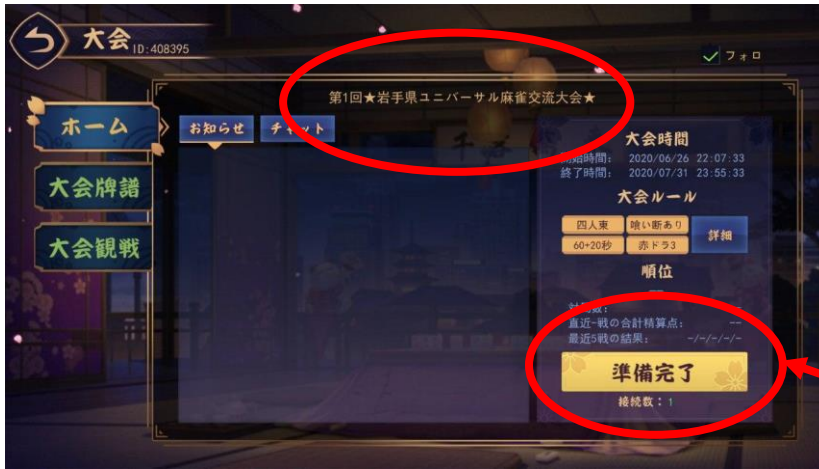 大会 ID:408395
フォロ
第1回★岩手県ユニバーサル麻雀交流大会★
ホーム
お知らせ チャット
大会牌譜
大会観戦
大会時間
開始時間: 2020/06/26 22:07:33
終了時間: 2020/07/31 23:55:33
大会ルール
四人東 喰い断あり
60+20秒 赤ドラ3
詳細
順位
--
対局数: --
直近-戦の合計精算点: --
最近5戦の結果: -/-/-/-/-
準備完了
接続数:1